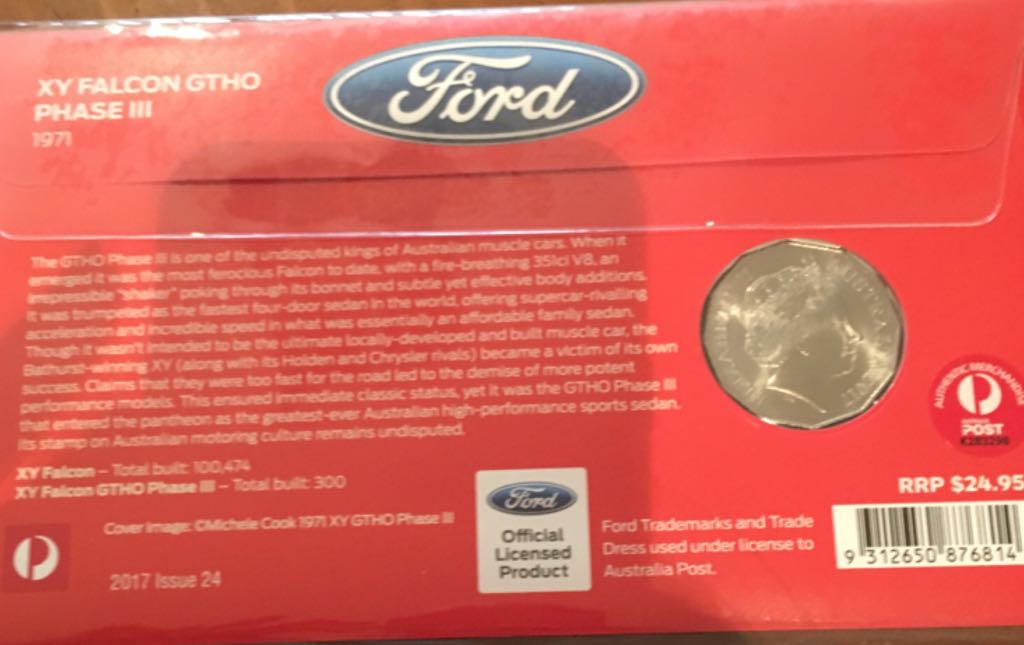 XY FALCON GTHO
PHASE III
1971
Ford
The GTHO Phase III is one of the undisputed kings of Australian muscle cars. When it
emerged it was the most ferocious Falcon to date, with a fire-breathing 351ci V8, an
irrepressible "shaker" poking through its bonnet and subtle yet effective body additions.
It was trumpeted as the fastest four-door sedan in the world, offering supercar-rivalling
acceleration and incredible speed in what was essentially an affordable family sedan.
Though it wasn't intended to be the ultimate locally-developed and built muscle car, the
Bathurst-winning XY (along with its Holden and Chrysler rivals) became a victim of its own
success. Claims that they were too fast for the road led to the demise of more potent
performance models. This ensured immediate classic status, yet it was the GTHO Phase III
that entered the pantheon as the greatest-ever Australian high-performance sports sedan.
Its stamp on Australian motoring culture remains undisputed.
XY Falcon – Total built: 100,474
XY Falcon GTHO Phase III – Total built: 300
Cover image: ©Michele Cook 1971 XY GTHO Phase III
2017 Issue 24
Ford
Official
Licensed
Product
Ford Trademarks and Trade
Dress used under license to
Australia Post.
AUTHENTIC MERCHANDISE
POST
RRP $24.95
9 312650 876814